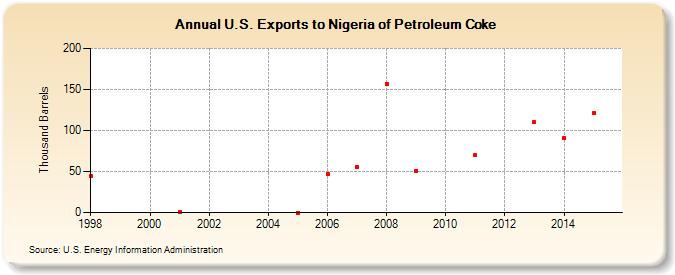 Annual U.S. Exports to Nigeria of Petroleum Coke
Thousand Barrels
200
150
100
50
0
1998 2000 2002 2004 2006 2008 2010 2012 2014
Source: U.S. Energy Information Administration